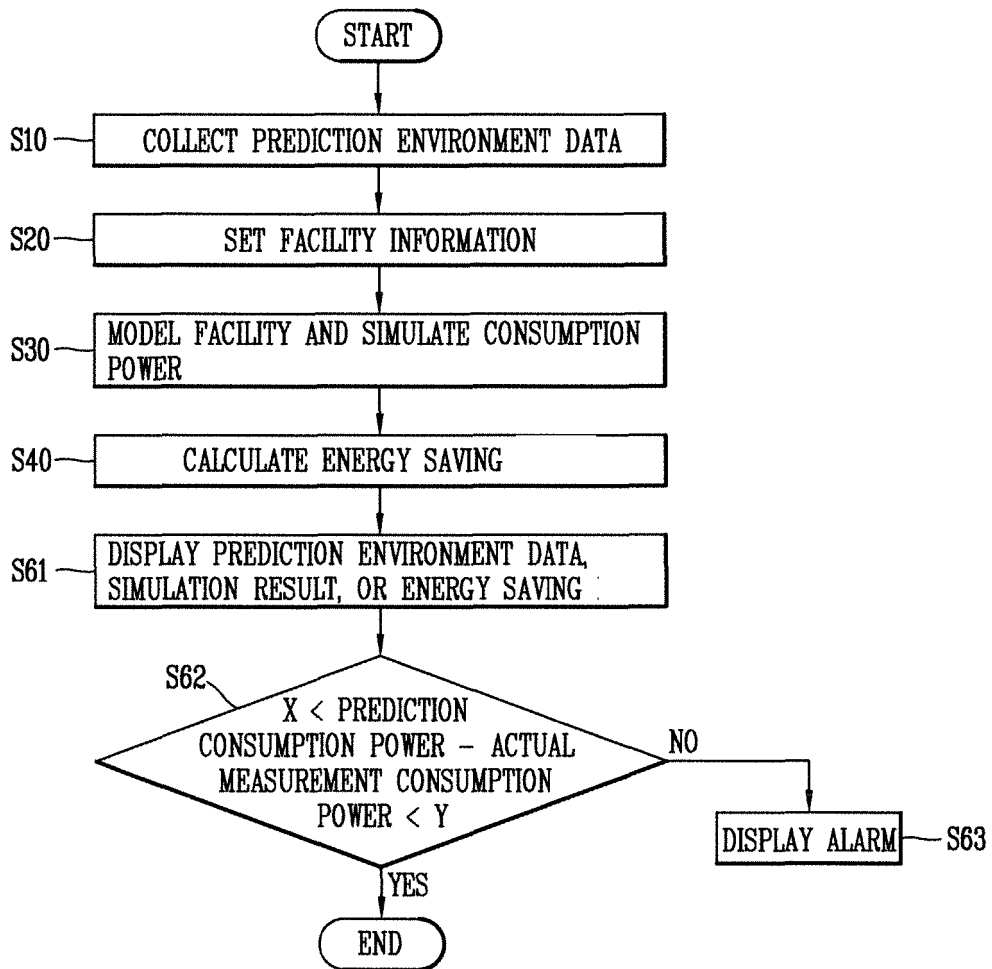 START
S10
COLLECT PREDICTION ENVIRONMENT DATA
S20
SET FACILITY INFORMATION
S30
MODEL FACILITY AND SIMULATE CONSUMPTION
POWER
S40
CALCULATE ENERGY SAVING
S61
DISPLAY PREDICTION ENVIRONMENT DATA,
SIMULATION RESULT, OR ENERGY SAVING
S62
X < PREDICTION
CONSUMPTION POWER – ACTUAL
MEASUREMENT CONSUMPTION
POWER < Y
NO
DISPLAY ALARM
S63
YES
END